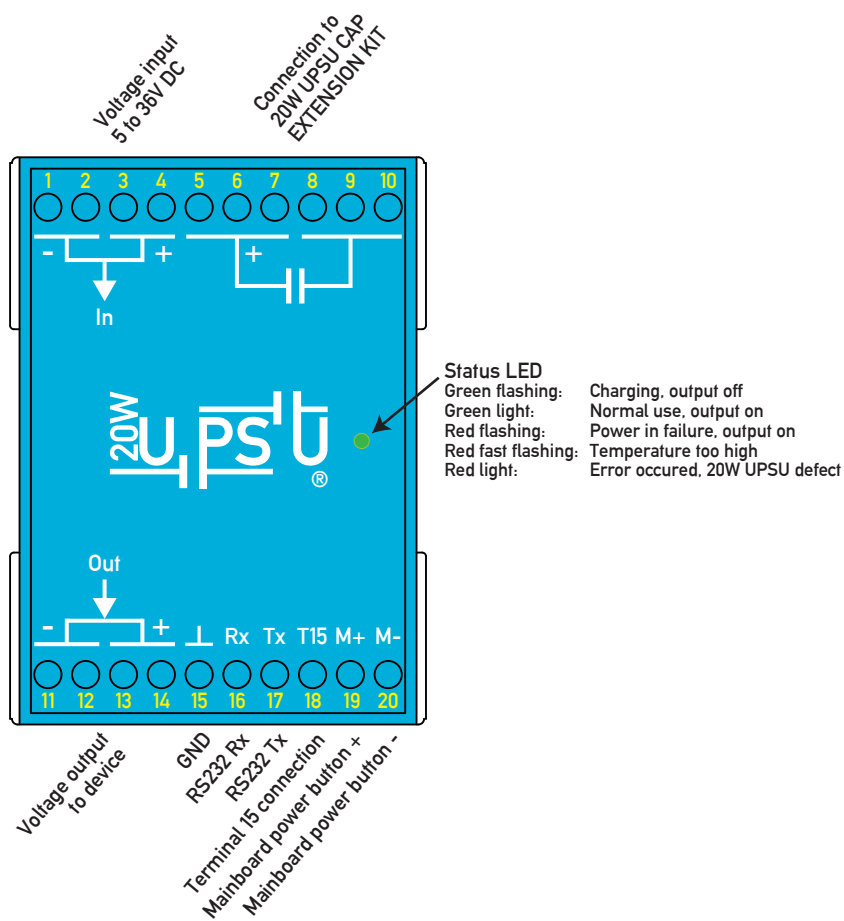 Voltage input
5 to 36V DC
Connection to
20W UPSU CAP
EXTENSION KIT
1 2 3 4 5 6 7 8 9 10
- + +
In
Status LED
Green flashing: Charging, output off
Green light: Normal use, output on
Red flashing: Power in failure, output on
Red fast flashing: Temperature too high
Red light: Error occured, 20W UPSU defect
20W
UPSU
®
Out
- + ⊥ Rx Tx T15 M+ M-
11 12 13 14 15 16 17 18 19 20
Voltage output
to device
GND
RS232 Rx
RS232 Tx
Terminal 15 connection
Mainboard power button +
Mainboard power button -